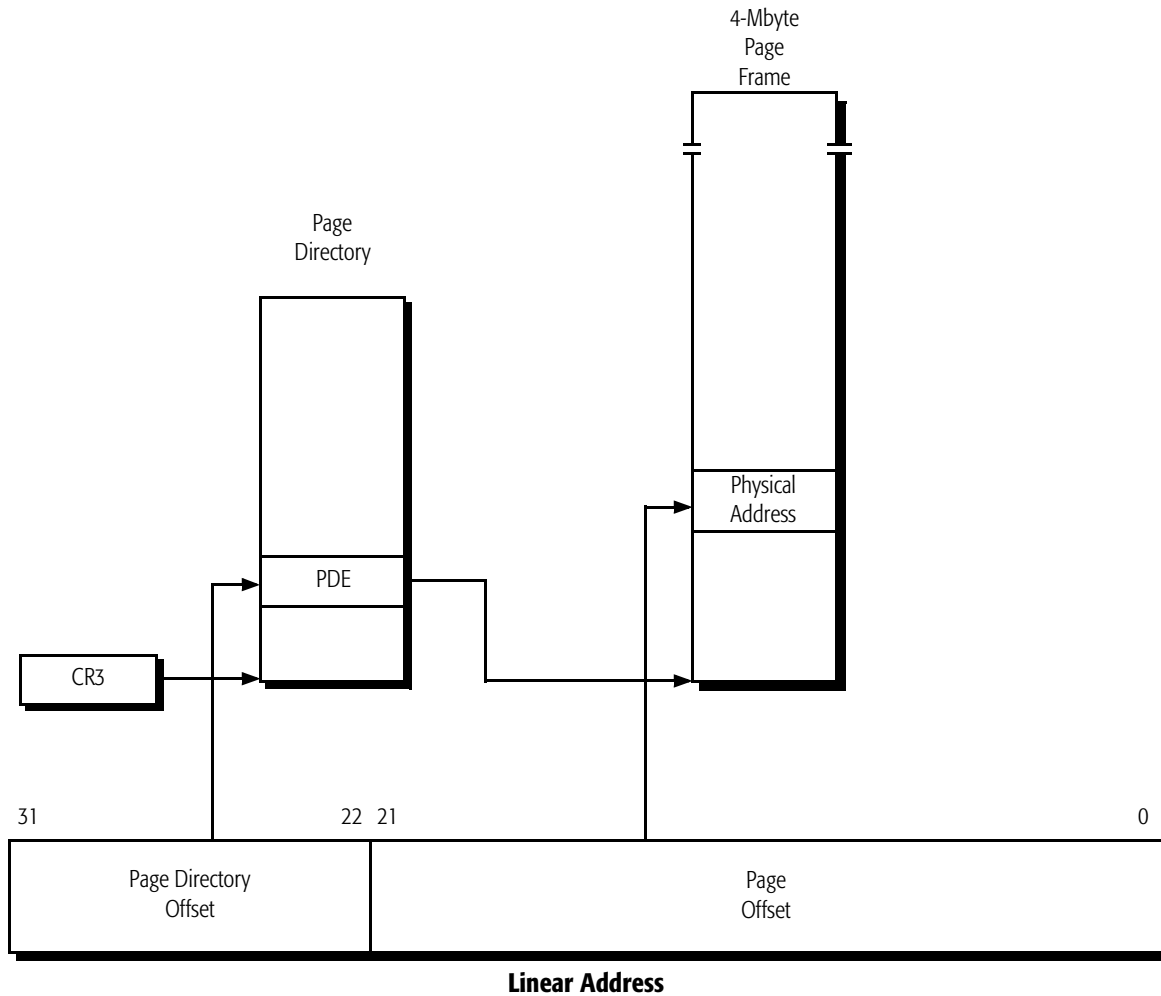 4-Mbyte
Page
Frame
Page
Directory
Physical
Address
PDE
CR3
31 22 21 0
Page Directory
Offset
Page
Offset
Linear Address